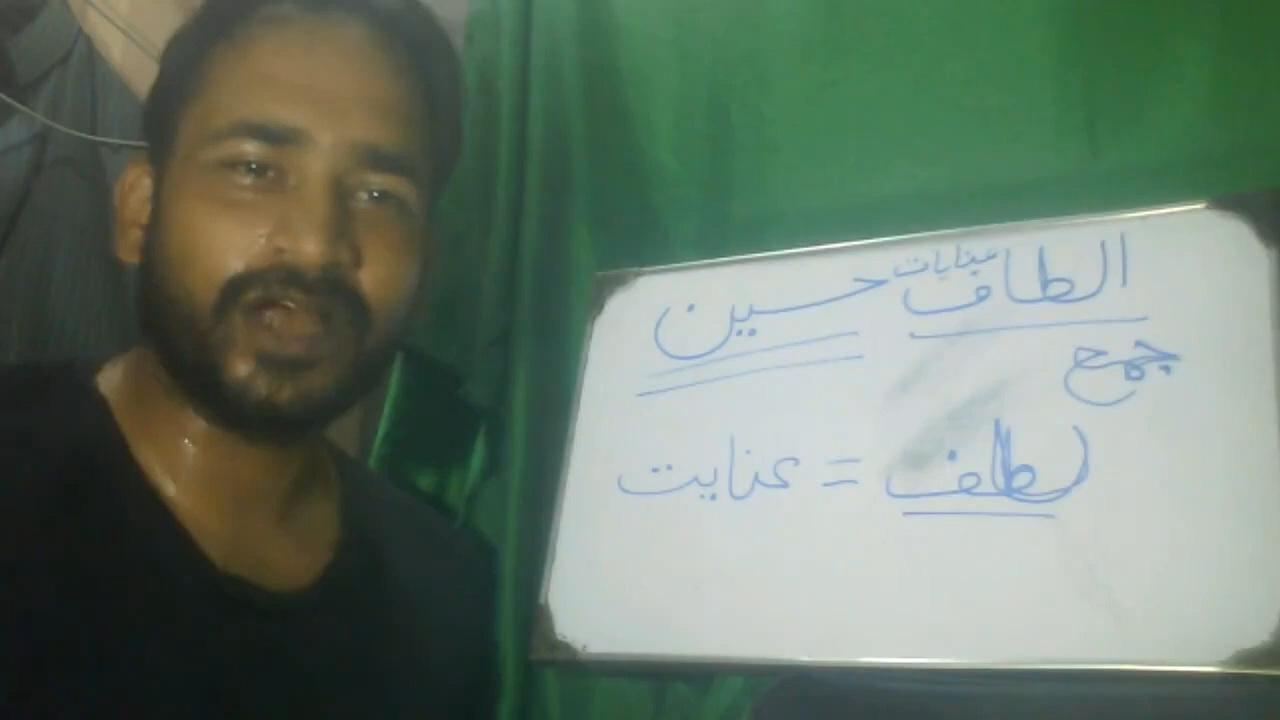 الطاف حسین
عنایات
جمع
لطف = عنایت